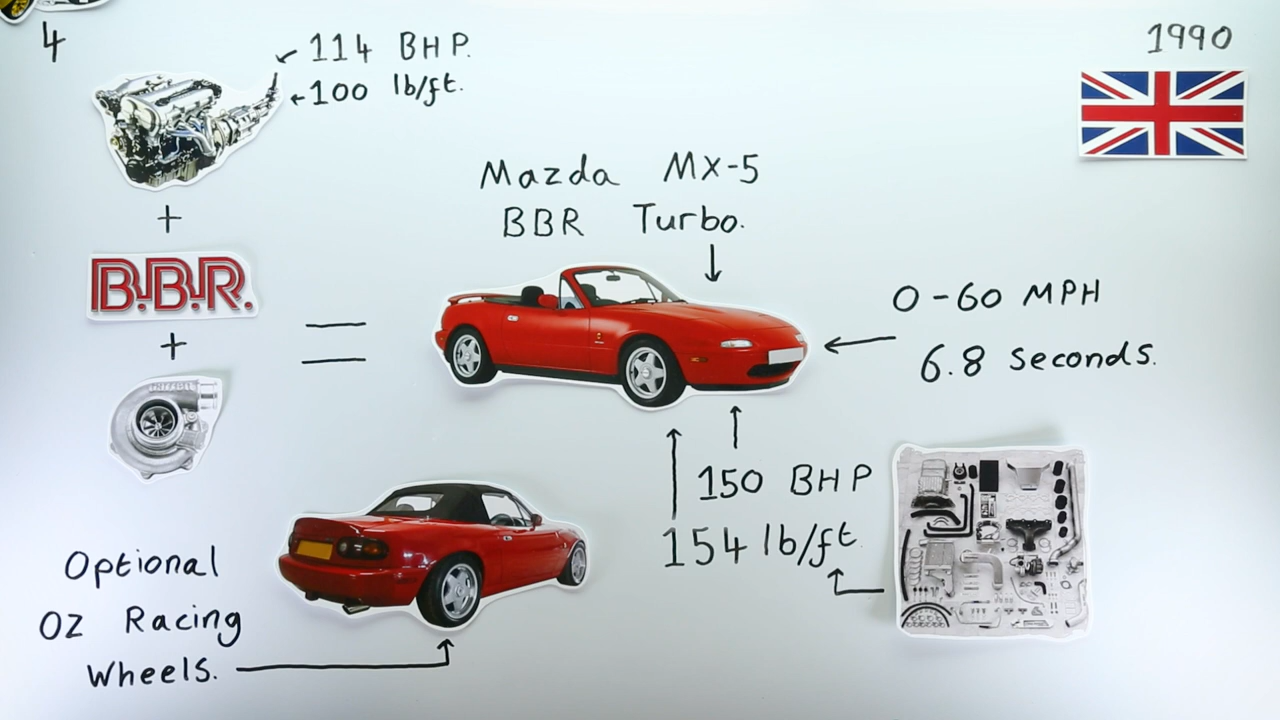 4
114 BHP.
100 lb/ft.
1990
Mazda MX-5
BBR Turbo.
B.B.R.
0-60 MPH
6.8 seconds.
150 BHP
154 lb/ft
Optional
OZ Racing
Wheels.